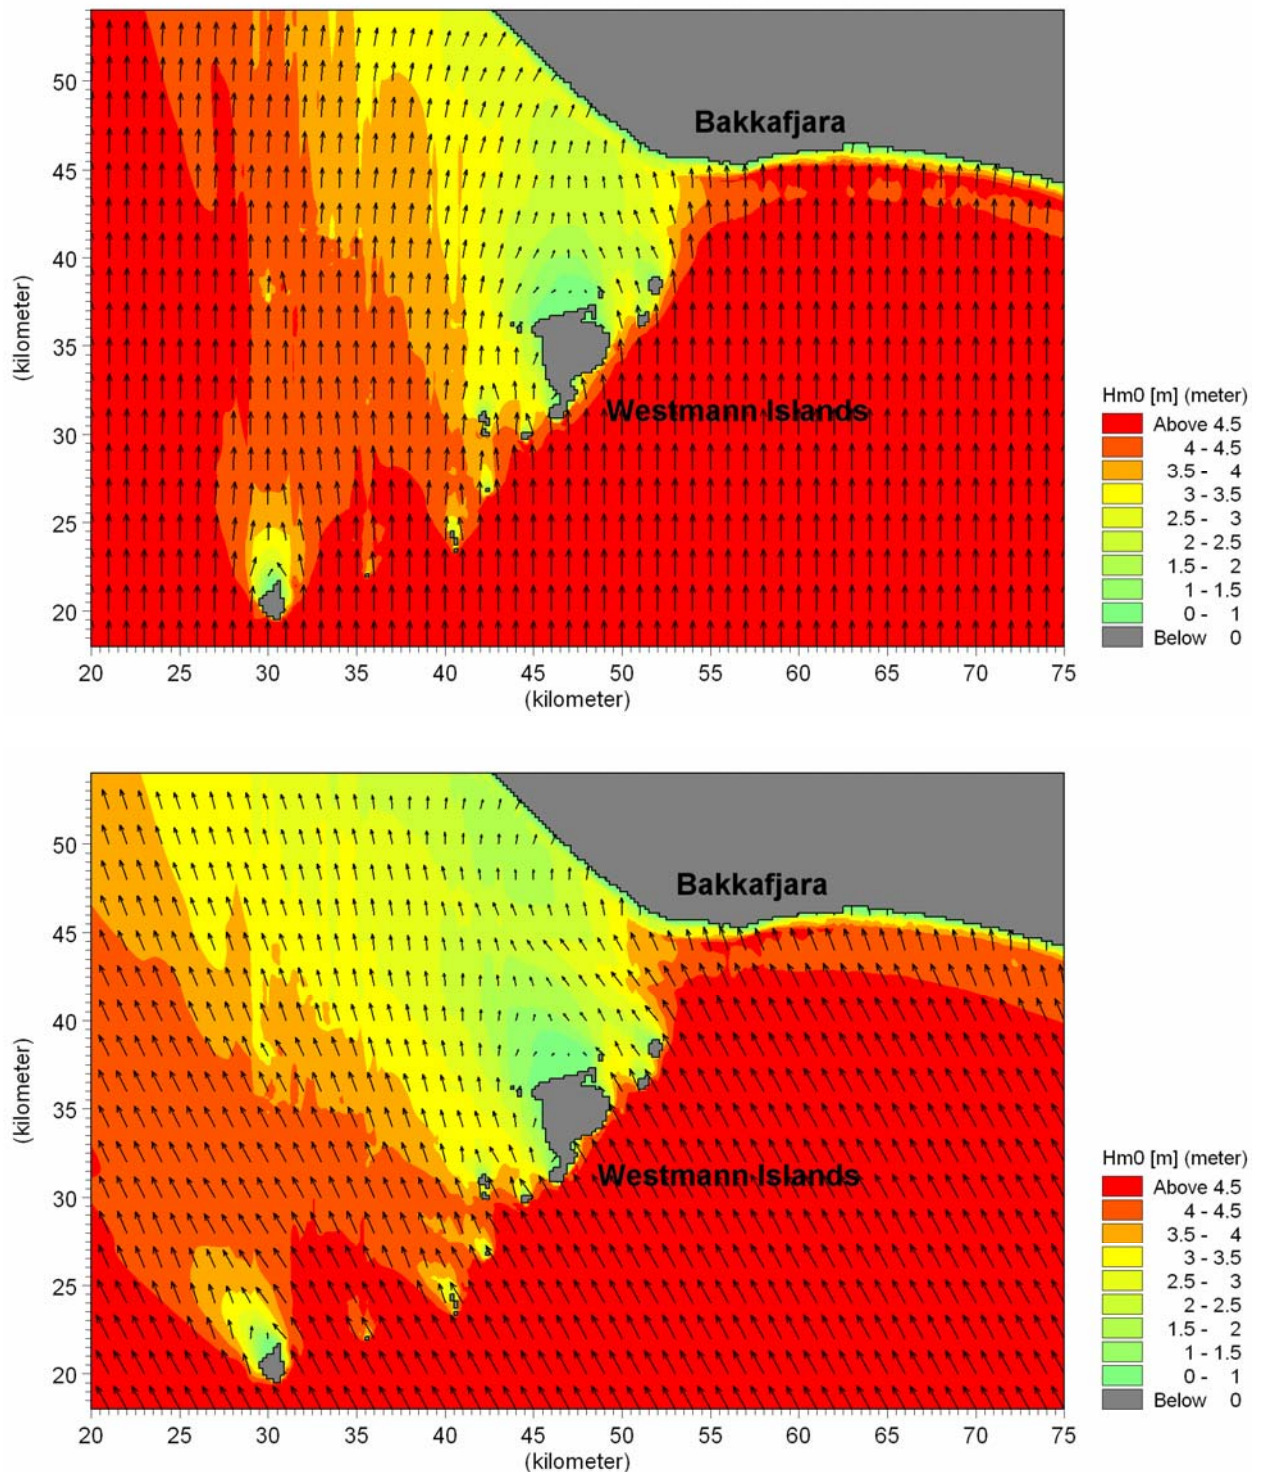 50
45
40
35
30
25
20
(kilometer)
Bakkafjara
Westmann Islands
20 25 30 35 40 45 50 55 60 65 70 75
(kilometer)
Hm0 [m] (meter)
Above 4.5
4 - 4.5
3.5 - 4
3 - 3.5
2.5 - 3
2 - 2.5
1.5 - 2
1 - 1.5
0 - 1
Below 0
50
45
40
35
30
25
20
(kilometer)
Bakkafjara
Westmann Islands
20 25 30 35 40 45 50 55 60 65 70 75
(kilometer)
Hm0 [m] (meter)
Above 4.5
4 - 4.5
3.5 - 4
3 - 3.5
2.5 - 3
2 - 2.5
1.5 - 2
1 - 1.5
0 - 1
Below 0